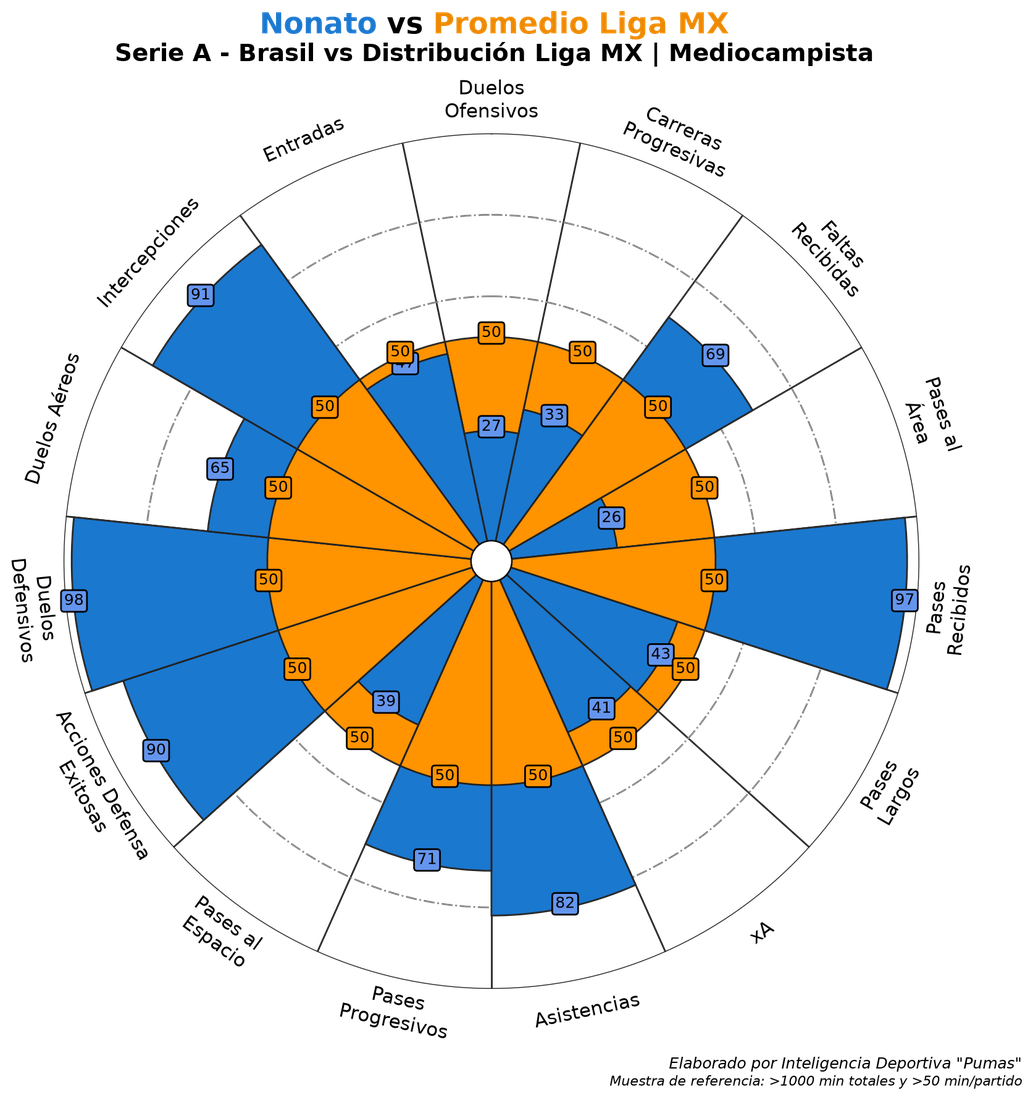 Nonato vs Promedio Liga MX
Serie A - Brasil vs Distribución Liga MX | Mediocampista
Duelos
Ofensivos
Carreras
Progresivas
Faltas
Recibidas
Pases al
Área
Pases
Recibidos
Pases
Largos
xA
Asistencias
Pases
Progresivos
Pases al
Espacio
Acciones Defensa
Exitosas
Duelos
Defensivos
Duelos Aéreos
Intercepciones
Entradas
50
27
50
33
50
69
50
26
50
97
50
43
50
41
50
82
50
71
50
39
50
90
50
98
50
65
50
91
50
47
Elaborado por Inteligencia Deportiva "Pumas"
Muestra de referencia: >1000 min totales y >50 min/partido